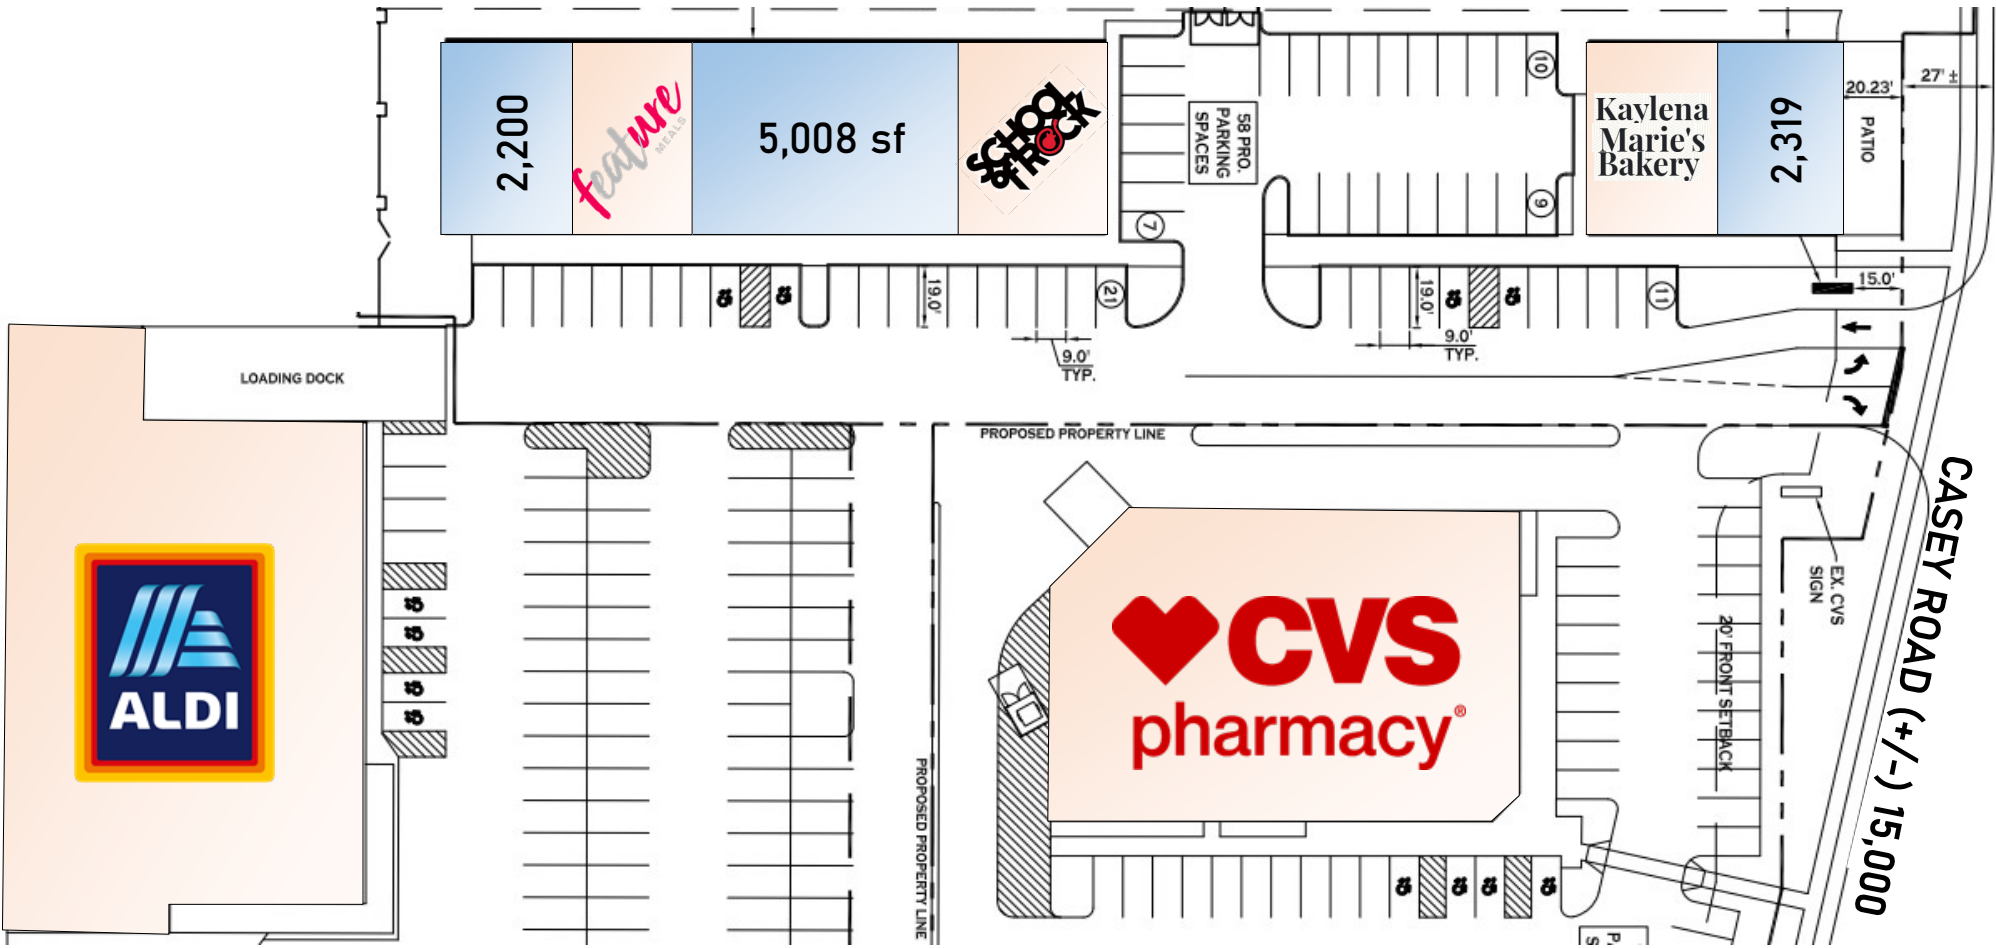 2,200
feature
MEALS
5,008 sf
SCHOOL
of ROCK
7
58 PRO.
PARKING
SPACES
10
9
Kaylena
Marie's
Bakery
2,319
20.23'
27' ±
PATIO
19.0'
21
9.0'
TYP.
19.0'
9.0'
TYP.
11
15.0'
LOADING DOCK
PROPOSED PROPERTY LINE
ALDI
CVS
pharmacy®
PROPOSED PROPERTY LINE
EX. CVS
SIGN
20' FRONT SETBACK
CASEY ROAD (+/-) 15,000